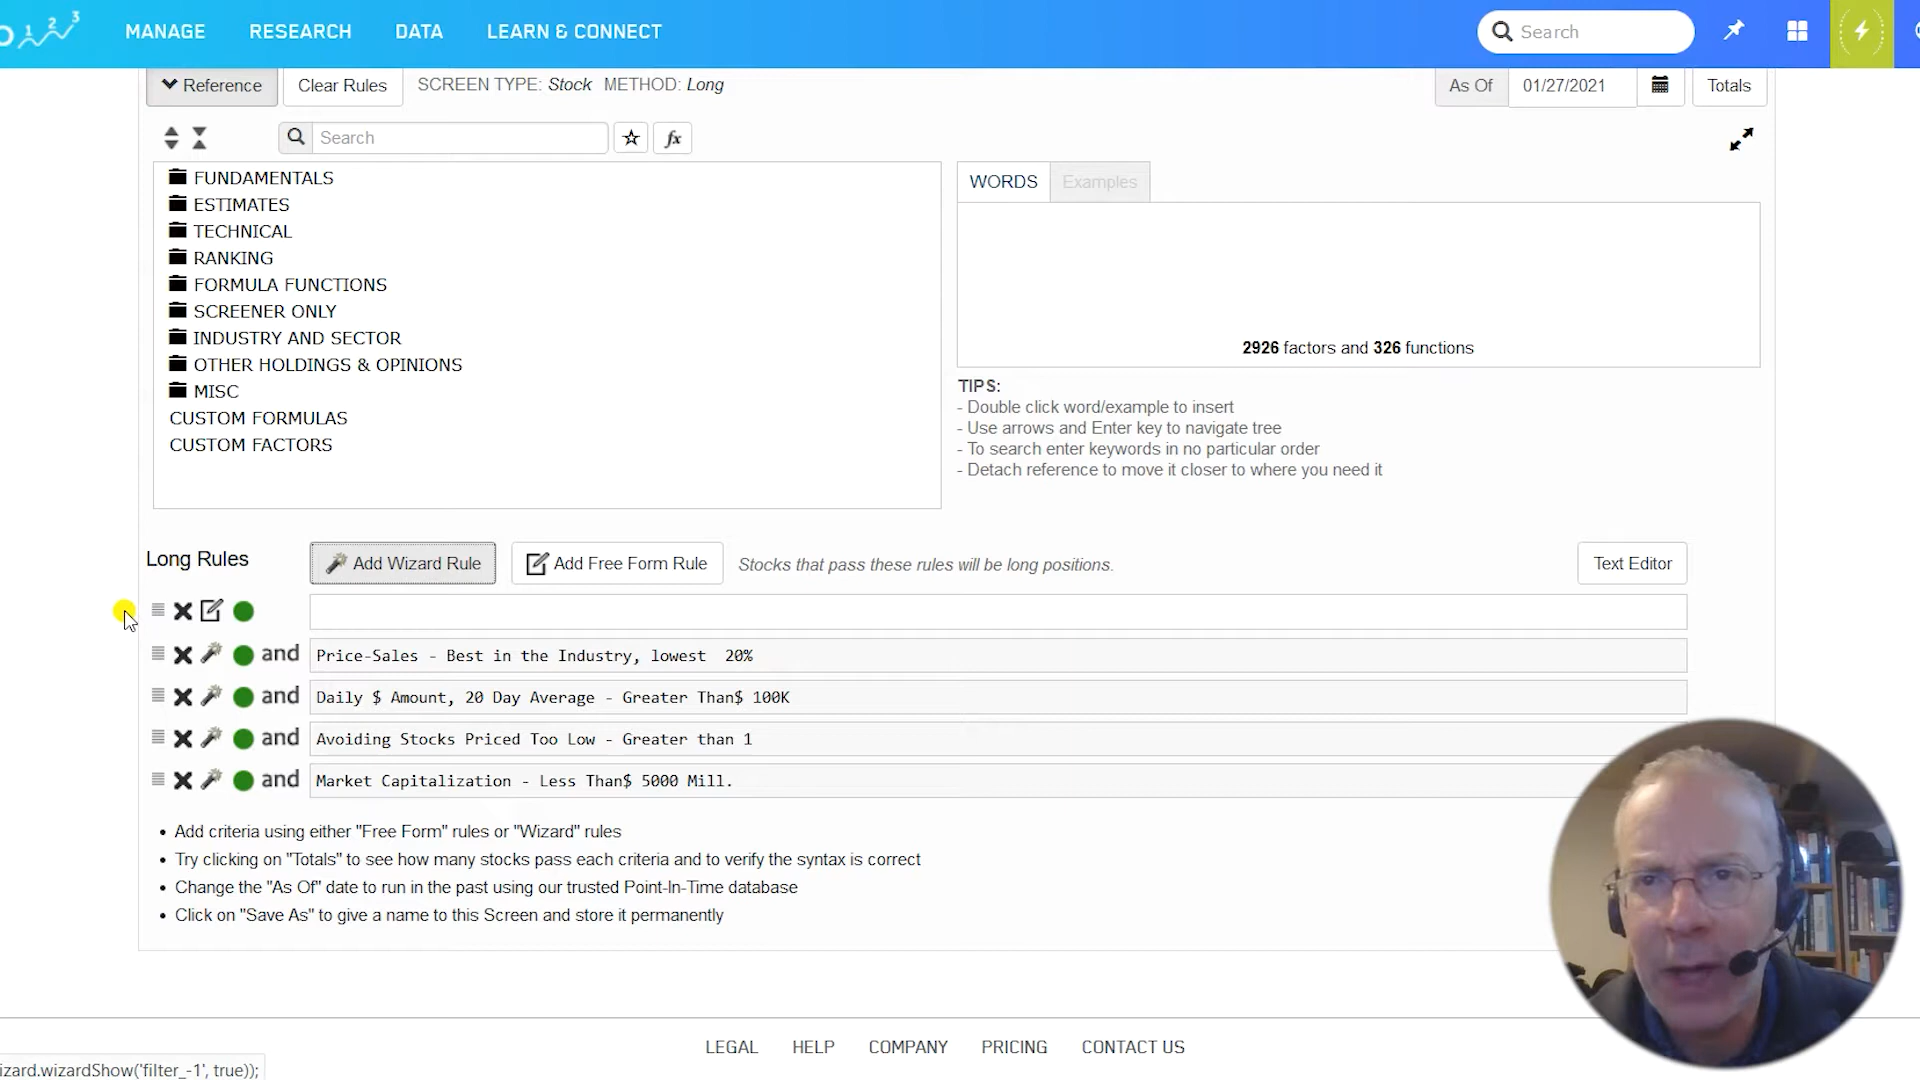 1 2 3
MANAGE RESEARCH DATA LEARN & CONNECT Search
Reference Clear Rules SCREEN TYPE: Stock METHOD: Long As Of 01/27/2021 Totals
Search fx
FUNDAMENTALS
ESTIMATES
TECHNICAL
RANKING
FORMULA FUNCTIONS
SCREENER ONLY
INDUSTRY AND SECTOR
OTHER HOLDINGS & OPINIONS
MISC
CUSTOM FORMULAS
CUSTOM FACTORS
WORDS Examples
2926 factors and 326 functions
TIPS:
- Double click word/example to insert
- Use arrows and Enter key to navigate tree
- To search enter keywords in no particular order
- Detach reference to move it closer to where you need it
Long Rules Add Wizard Rule Add Free Form Rule Stocks that pass these rules will be long positions. Text Editor
and Price-Sales - Best in the Industry, lowest 20%
and Daily $ Amount, 20 Day Average - Greater Than$ 100K
and Avoiding Stocks Priced Too Low - Greater than 1
and Market Capitalization - Less Than$ 5000 Mill.
• Add criteria using either "Free Form" rules or "Wizard" rules
• Try clicking on "Totals" to see how many stocks pass each criteria and to verify the syntax is correct
• Change the "As Of" date to run in the past using our trusted Point-In-Time database
• Click on "Save As" to give a name to this Screen and store it permanently
LEGAL HELP COMPANY PRICING CONTACT US
izard.wizardShow('filter_-1', true));